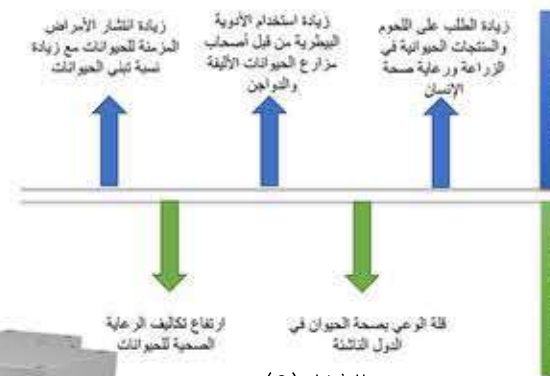 زيادة الطلب على اللحوم
والمنتجات الحيوانية في
الزراعة ورعاية صحة
الإنسان
زيادة استخدام الأدوية
البيطرية من قبل أصحاب
مزارع الحيوانات الأليفة
والدواجن
زيادة انتشار الأمراض
المزمنة للحيوانات مع زيادة
نسبة تبني الحيوانات
قلة الوعي بصحة الحيوان في
الدول الناشئة
ارتفاع تكاليف الرعاية
الصحية للحيوانات